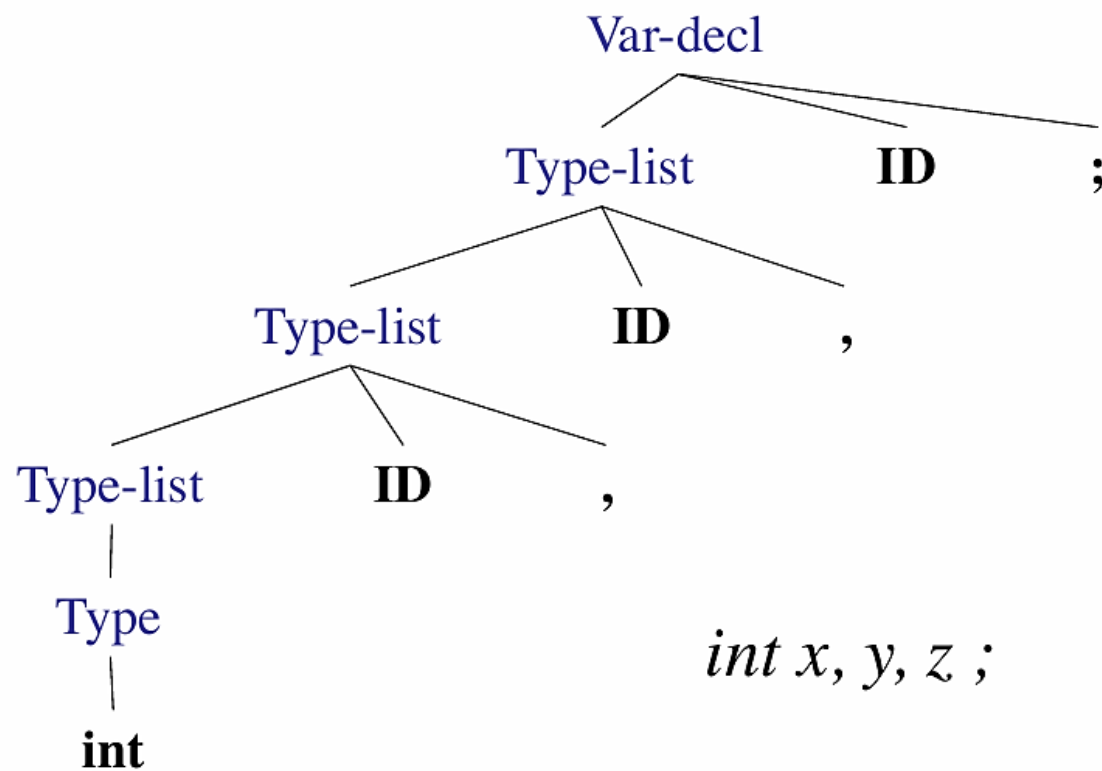 Var-decl
Type-list ID ;
Type-list ID ,
Type-list ID ,
Type
int x, y, z ;
int